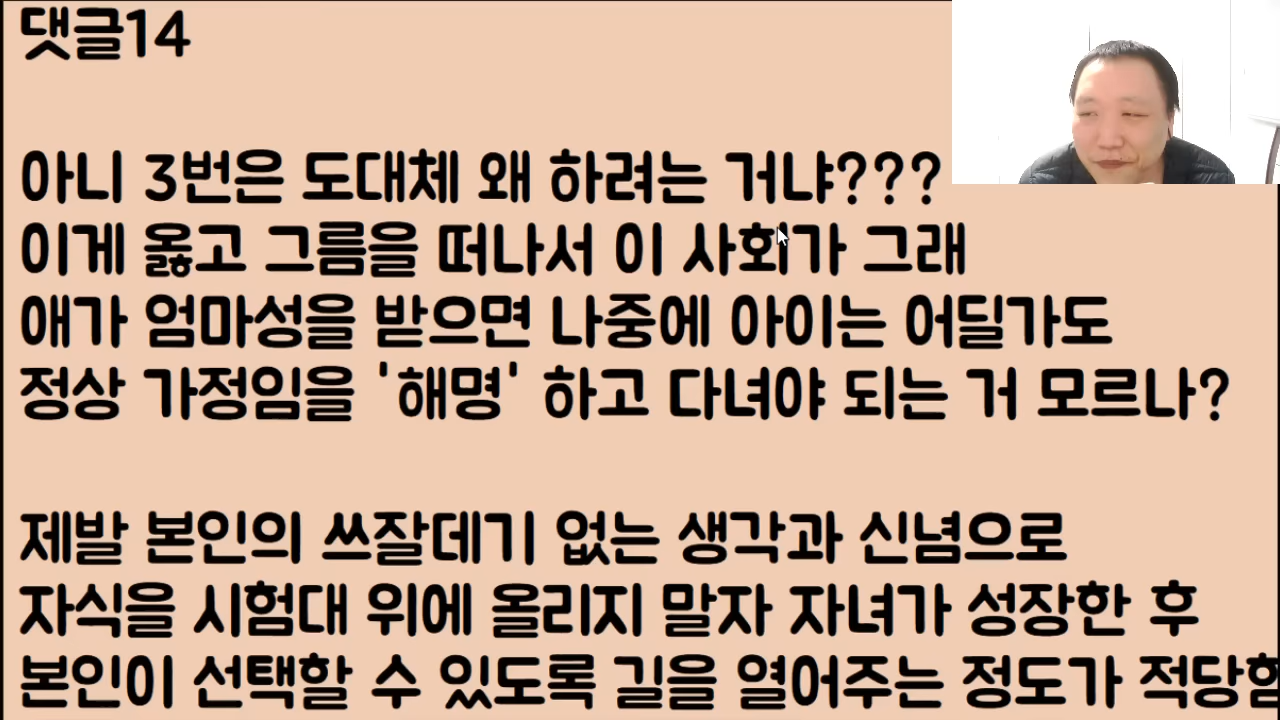 댓글14
아니 3번은 도대체 왜 하려는 거냐???
이게 옳고 그름을 떠나서 이 사회가 그래
애가 엄마성을 받으면 나중에 아이는 어딜가도
정상 가정임을 '해명' 하고 다녀야 되는 거 모르나?
제발 본인의 쓰잘데기 없는 생각과 신념으로
자식을 시험대 위에 올리지 말자 자녀가 성장한 후
본인이 선택할 수 있도록 길을 열어주는 정도가 적당함